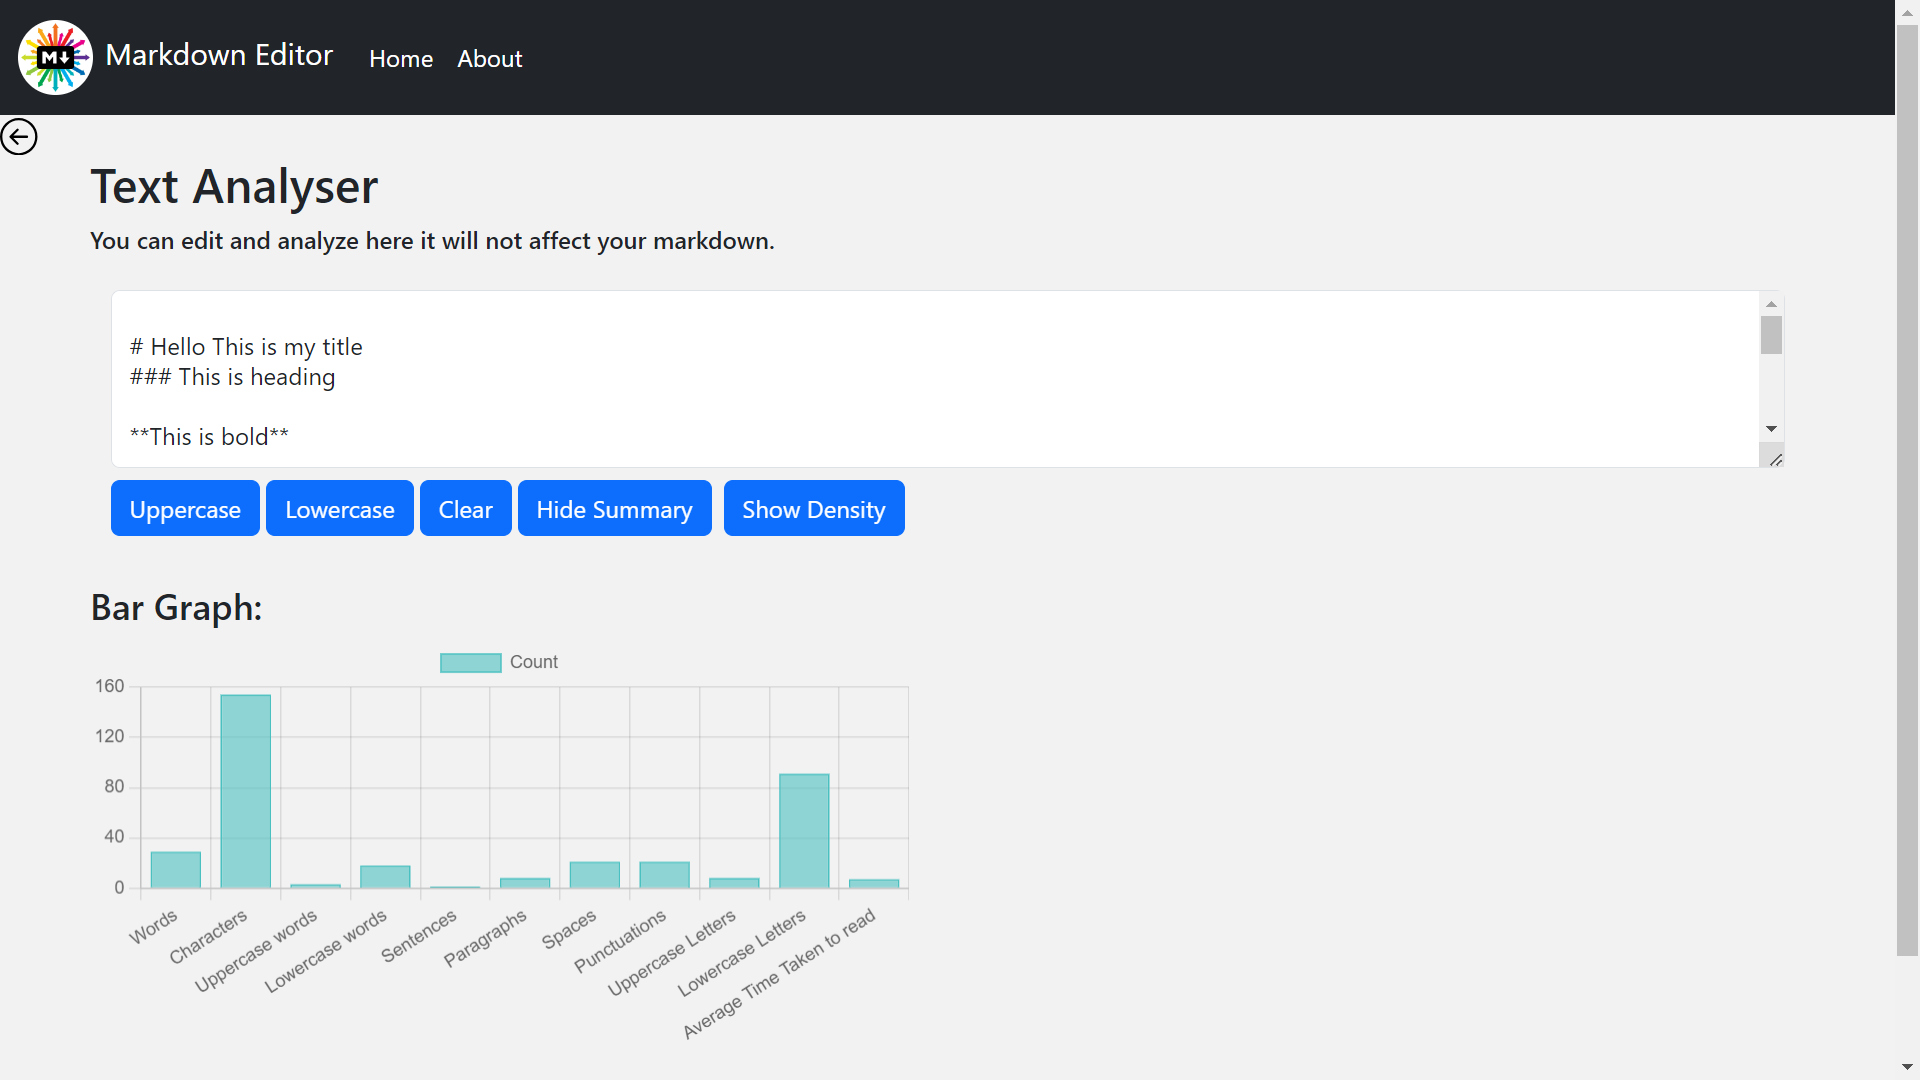 M↓ Markdown Editor Home About
Text Analyser
You can edit and analyze here it will not affect your markdown.
# Hello This is my title
### This is heading
**This is bold**
Uppercase Lowercase Clear Hide Summary Show Density
Bar Graph:
Count
160
120
80
40
0
Words
Characters
Uppercase words
Lowercase words
Sentences
Paragraphs
Spaces
Punctuations
Uppercase Letters
Lowercase Letters
Average Time Taken to read